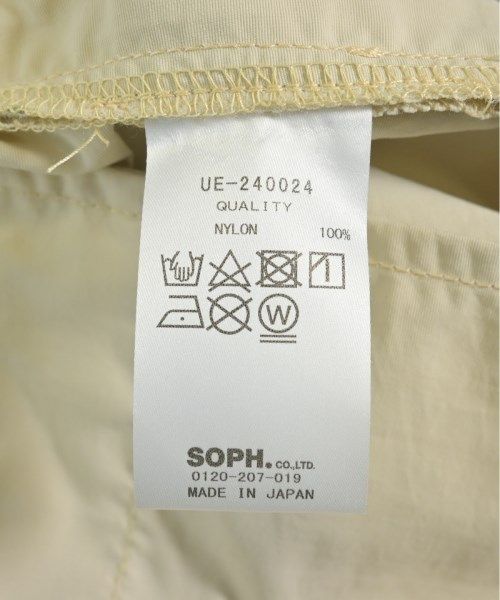 UE-240024
QUALITY
NYLON 100%
W
SOPH. CO.,LTD.
0120-207-019
MADE IN JAPAN